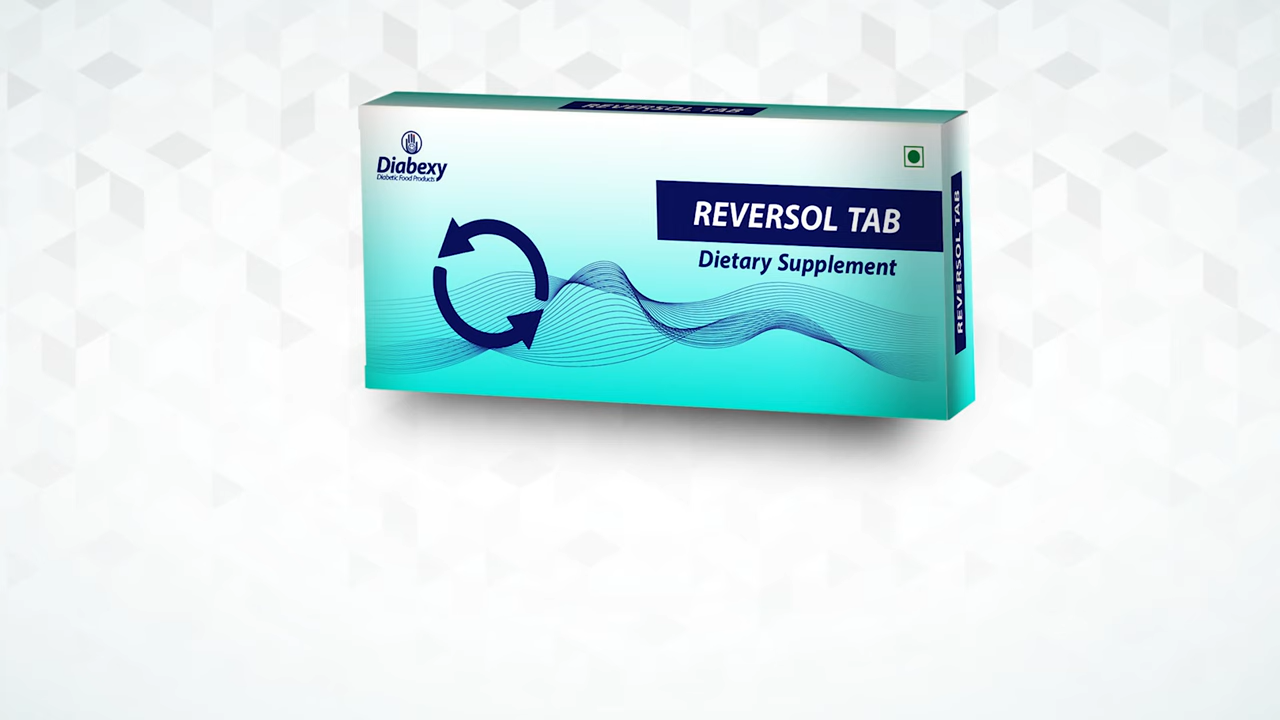 REVERSOL TAB
Diabexy
Diabetic Food Products
REVERSOL TAB
Dietary Supplement
REVERSOL TAB